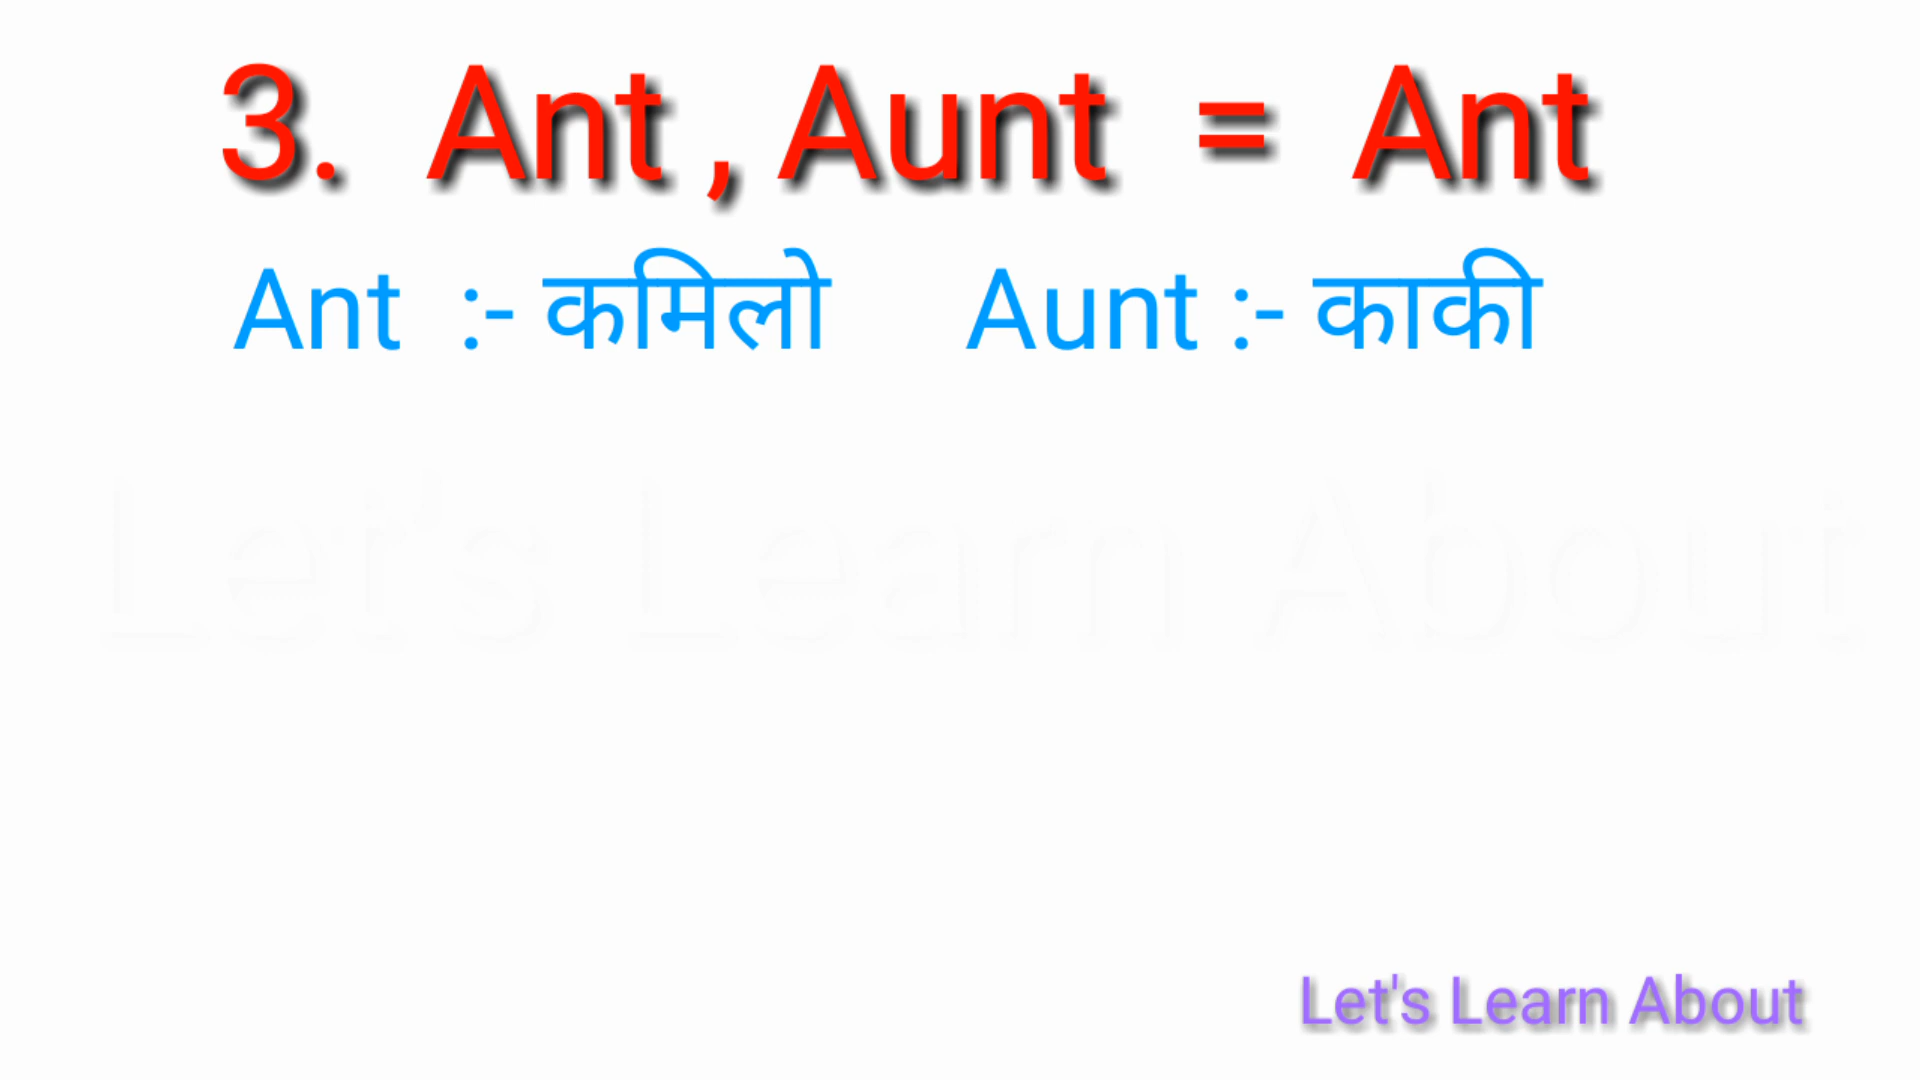 3. Ant , Aunt = Ant
Ant :- कमिलो Aunt :- काकी
Let's Learn About
Let's Learn About